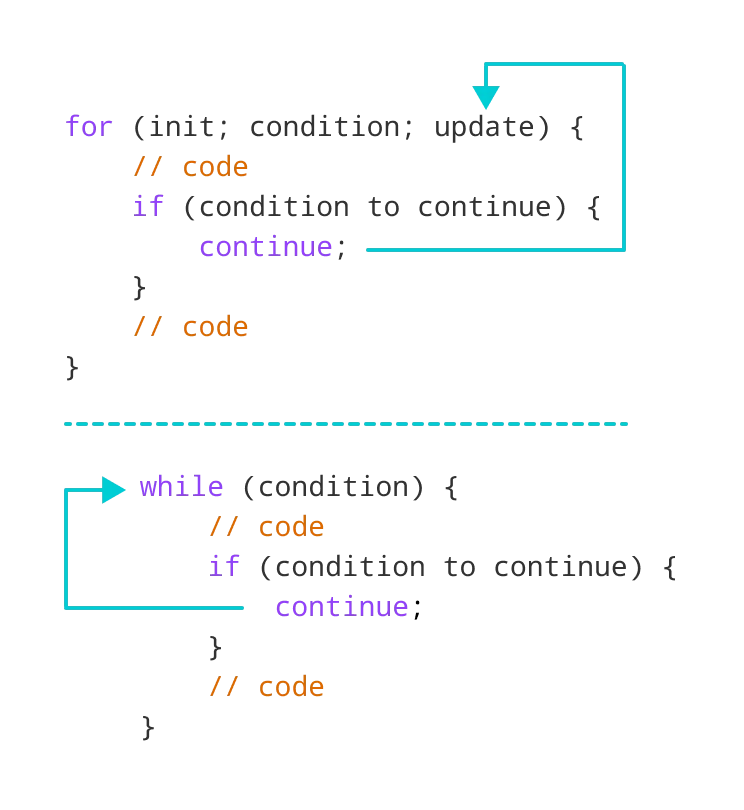 for (init; condition; update) {
// code
if (condition to continue) {
continue;
}
// code
}
while (condition) {
// code
if (condition to continue) {
continue;
}
// code
}